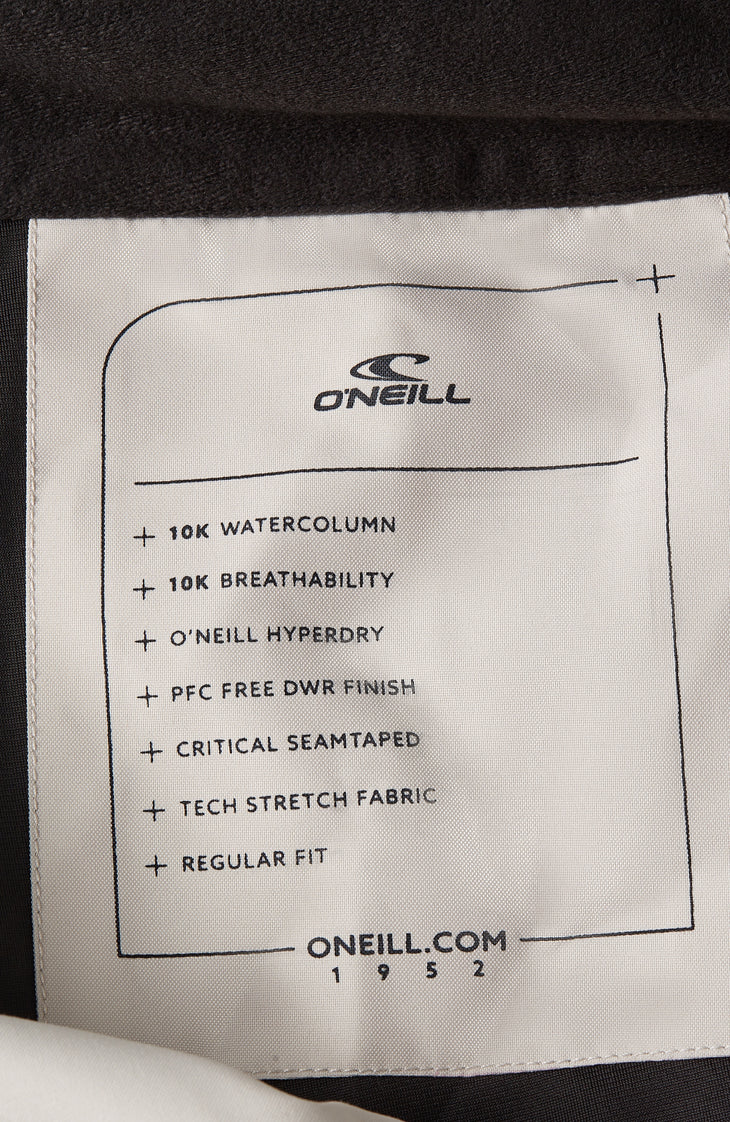 O'NEILL
+ 10K WATERCOLUMN
+ 10K BREATHABILITY
+ O'NEILL HYPERDRY
+ PFC FREE DWR FINISH
+ CRITICAL SEAMTAPED
+ TECH STRETCH FABRIC
+ REGULAR FIT
ONEILL.COM
1 9 5 2